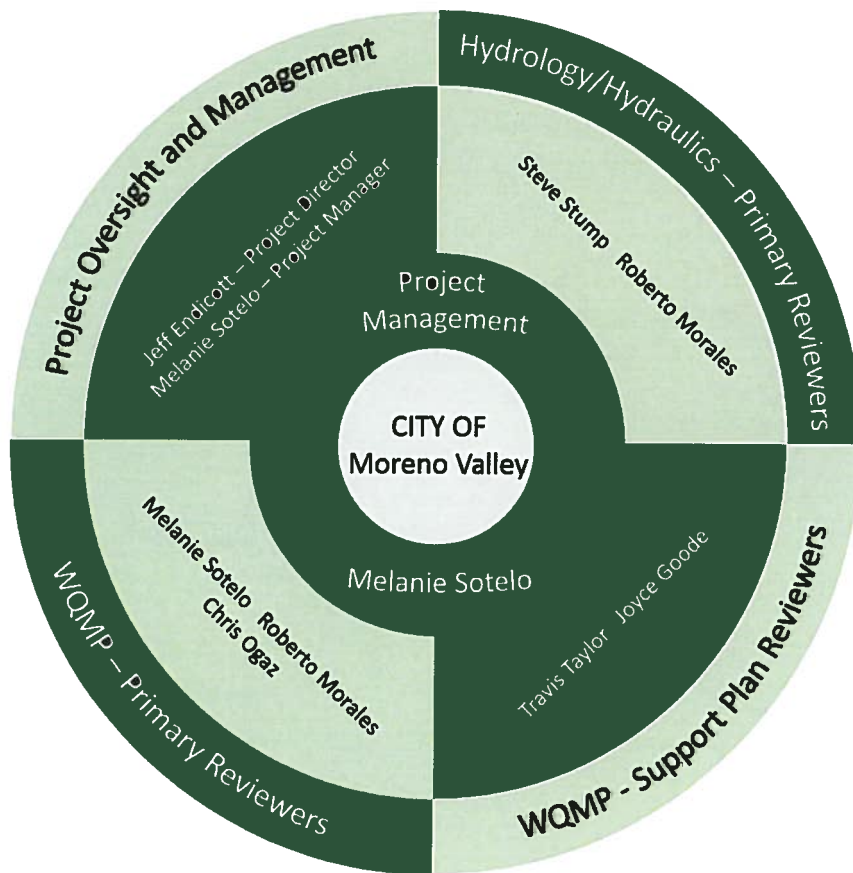 Project Oversight and Management
Jeff Endicott – Project Director
Melanie Sotelo – Project Manager
Hydrology/Hydraulics – Primary Reviewers
Steve Stump Roberto Morales
Project
Management
CITY OF
Moreno Valley
Melanie Sotelo
WQMP – Primary Reviewers
Melanie Sotelo Roberto Morales
Chris Ogaz
Travis Taylor Joyce Goode
WQMP - Support Plan Reviewers